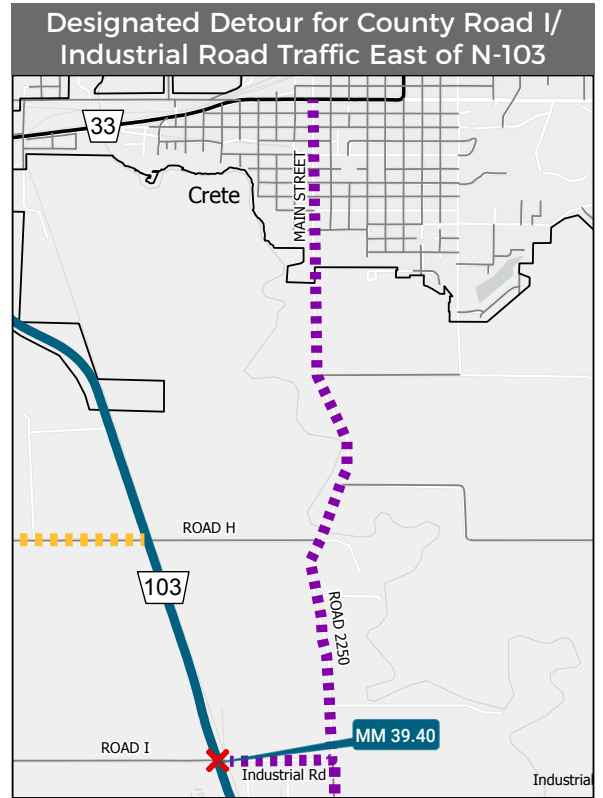 Designated Detour for County Road I/
Industrial Road Traffic East of N-103
33
Crete
MAIN STREET
ROAD H
103
ROAD 2250
MM 39.40
ROAD I
Industrial Rd
Industrial